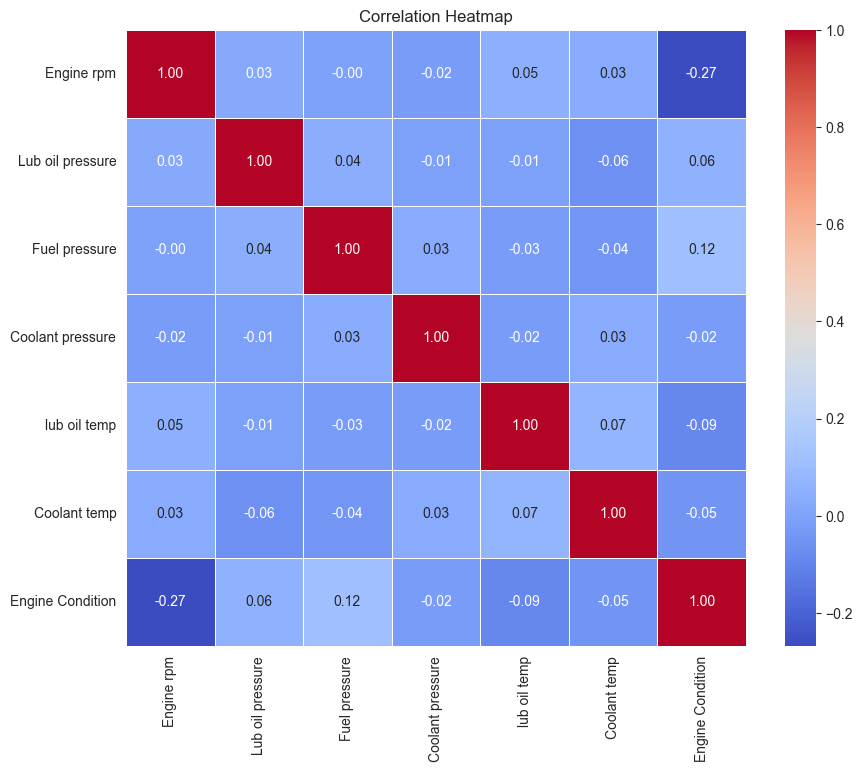 Correlation Heatmap
Engine rpm 1.00 0.03 -0.00 -0.02 0.05 0.03 -0.27
Lub oil pressure 0.03 1.00 0.04 -0.01 -0.01 -0.06 0.06
Fuel pressure -0.00 0.04 1.00 0.03 -0.03 -0.04 0.12
Coolant pressure -0.02 -0.01 0.03 1.00 -0.02 0.03 -0.02
lub oil temp 0.05 -0.01 -0.03 -0.02 1.00 0.07 -0.09
Coolant temp 0.03 -0.06 -0.04 0.03 0.07 1.00 -0.05
Engine Condition -0.27 0.06 0.12 -0.02 -0.09 -0.05 1.00
Engine rpm
Lub oil pressure
Fuel pressure
Coolant pressure
lub oil temp
Coolant temp
Engine Condition
1.0
0.8
0.6
0.4
0.2
0.0
−0.2